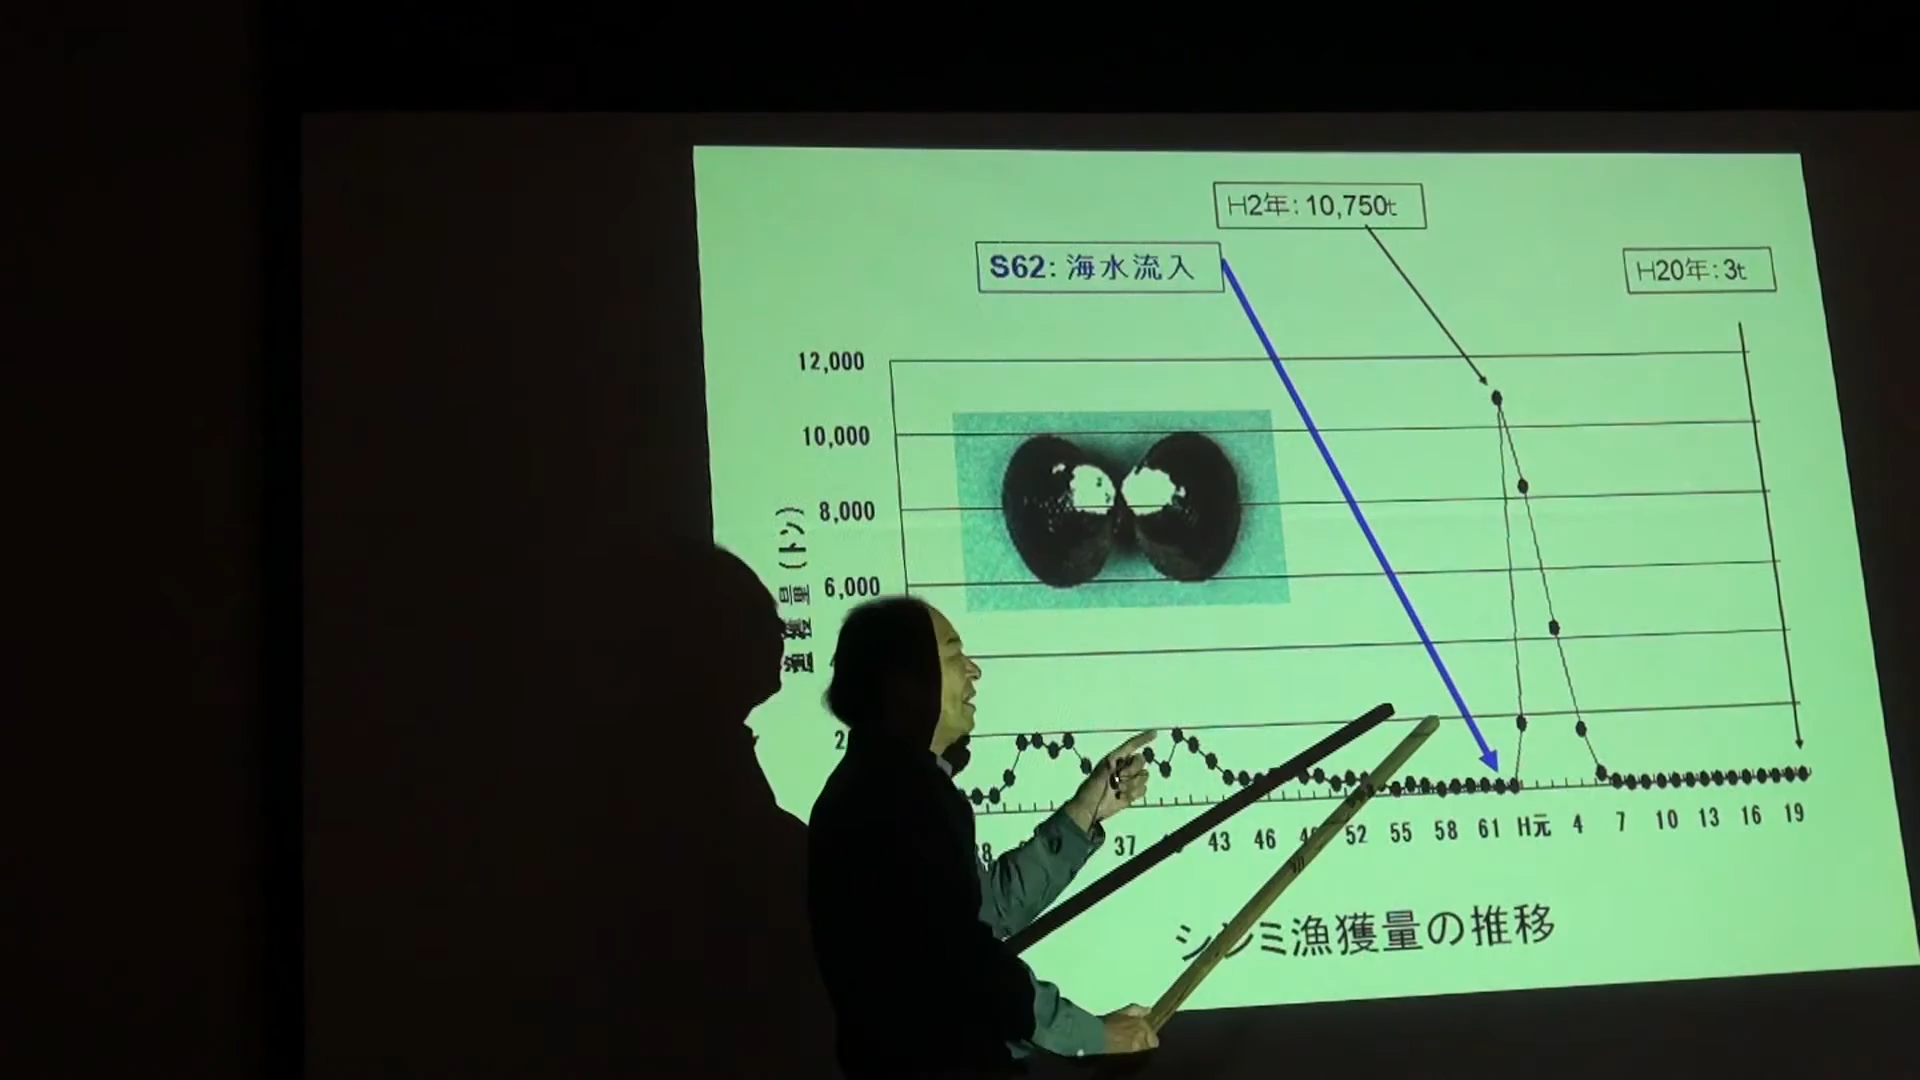 H2年:10,750t
S62:海水流入
H20年:3t
12,000
10,000
8,000
6,000
漁獲量(トン)
37 43 46 52 55 58 61 H元 4 7 10 13 16 19
シジミ漁獲量の推移